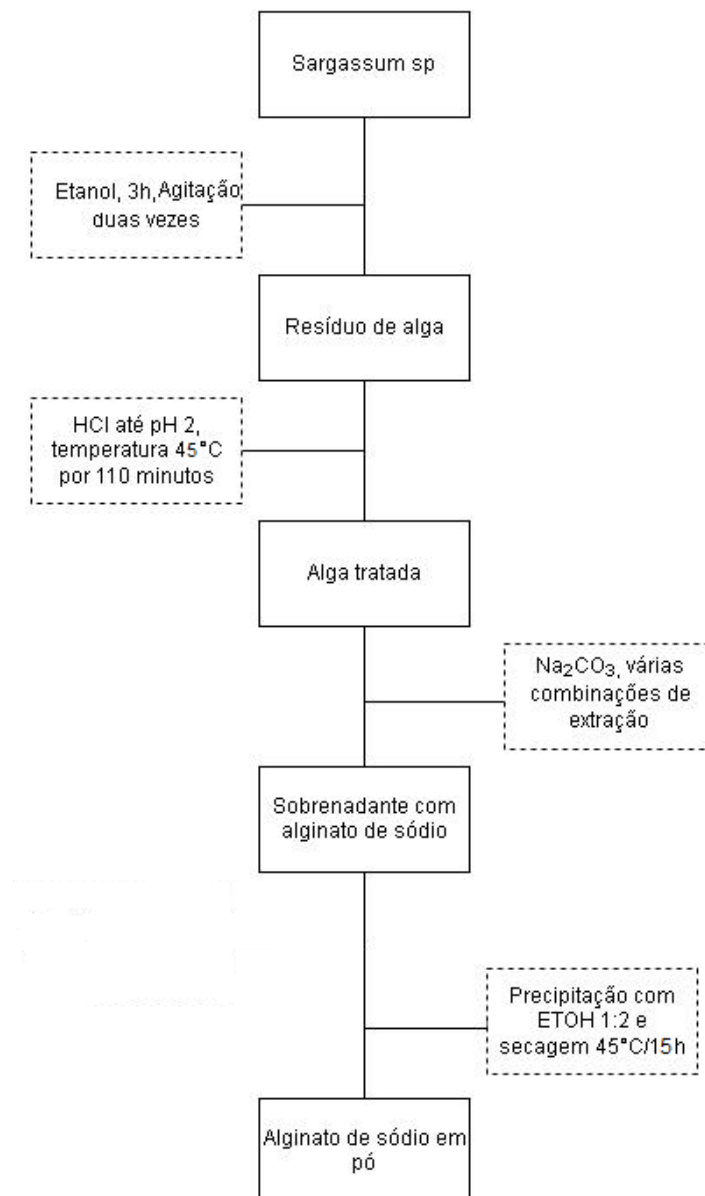 Sargassum sp
Etanol, 3h,Agitação
duas vezes
Resíduo de alga
HCl até pH 2,
temperatura 45°C
por 110 minutos
Alga tratada
Na₂CO₃, várias
combinações de
extração
Sobrenadante com
alginato de sódio
Precipitação com
ETOH 1:2 e
secagem 45°C/15h
Alginato de sódio em
pó